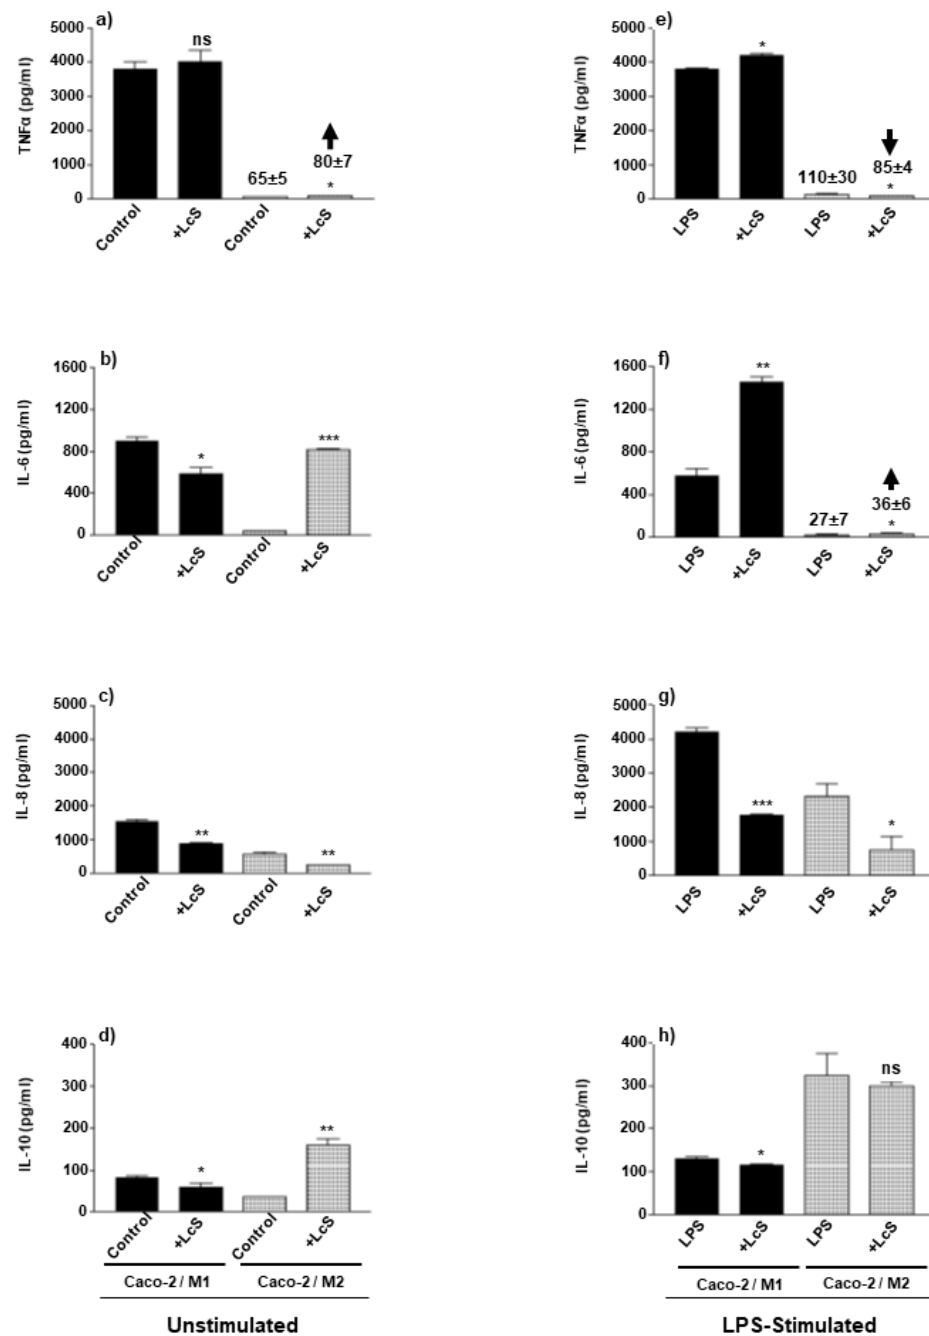 a)
TNFα (pg/ml)
5000
4000
3000
2000
1000
0
ns
65±5
80±7
*
Control
+LcS
Control
+LcS
e)
TNFα (pg/ml)
5000
4000
3000
2000
1000
0
*
110±30
85±4
*
LPS
+LcS
LPS
+LcS
b)
IL-6 (pg/ml)
1600
1200
800
400
0
*
***
Control
+LcS
Control
+LcS
f)
IL-6 (pg/ml)
1600
1200
800
400
0
**
27±7
36±6
*
LPS
+LcS
LPS
+LcS
c)
IL-8 (pg/ml)
5000
4000
3000
2000
1000
0
**
**
Control
+LcS
Control
+LcS
g)
IL-8 (pg/ml)
5000
4000
3000
2000
1000
0
***
*
LPS
+LcS
LPS
+LcS
d)
IL-10 (pg/ml)
400
300
200
100
0
*
**
Control
+LcS
Control
+LcS
Caco-2 / M1
Caco-2 / M2
Unstimulated
h)
IL-10 (pg/ml)
400
300
200
100
0
*
ns
LPS
+LcS
LPS
+LcS
Caco-2 / M1
Caco-2 / M2
LPS-Stimulated